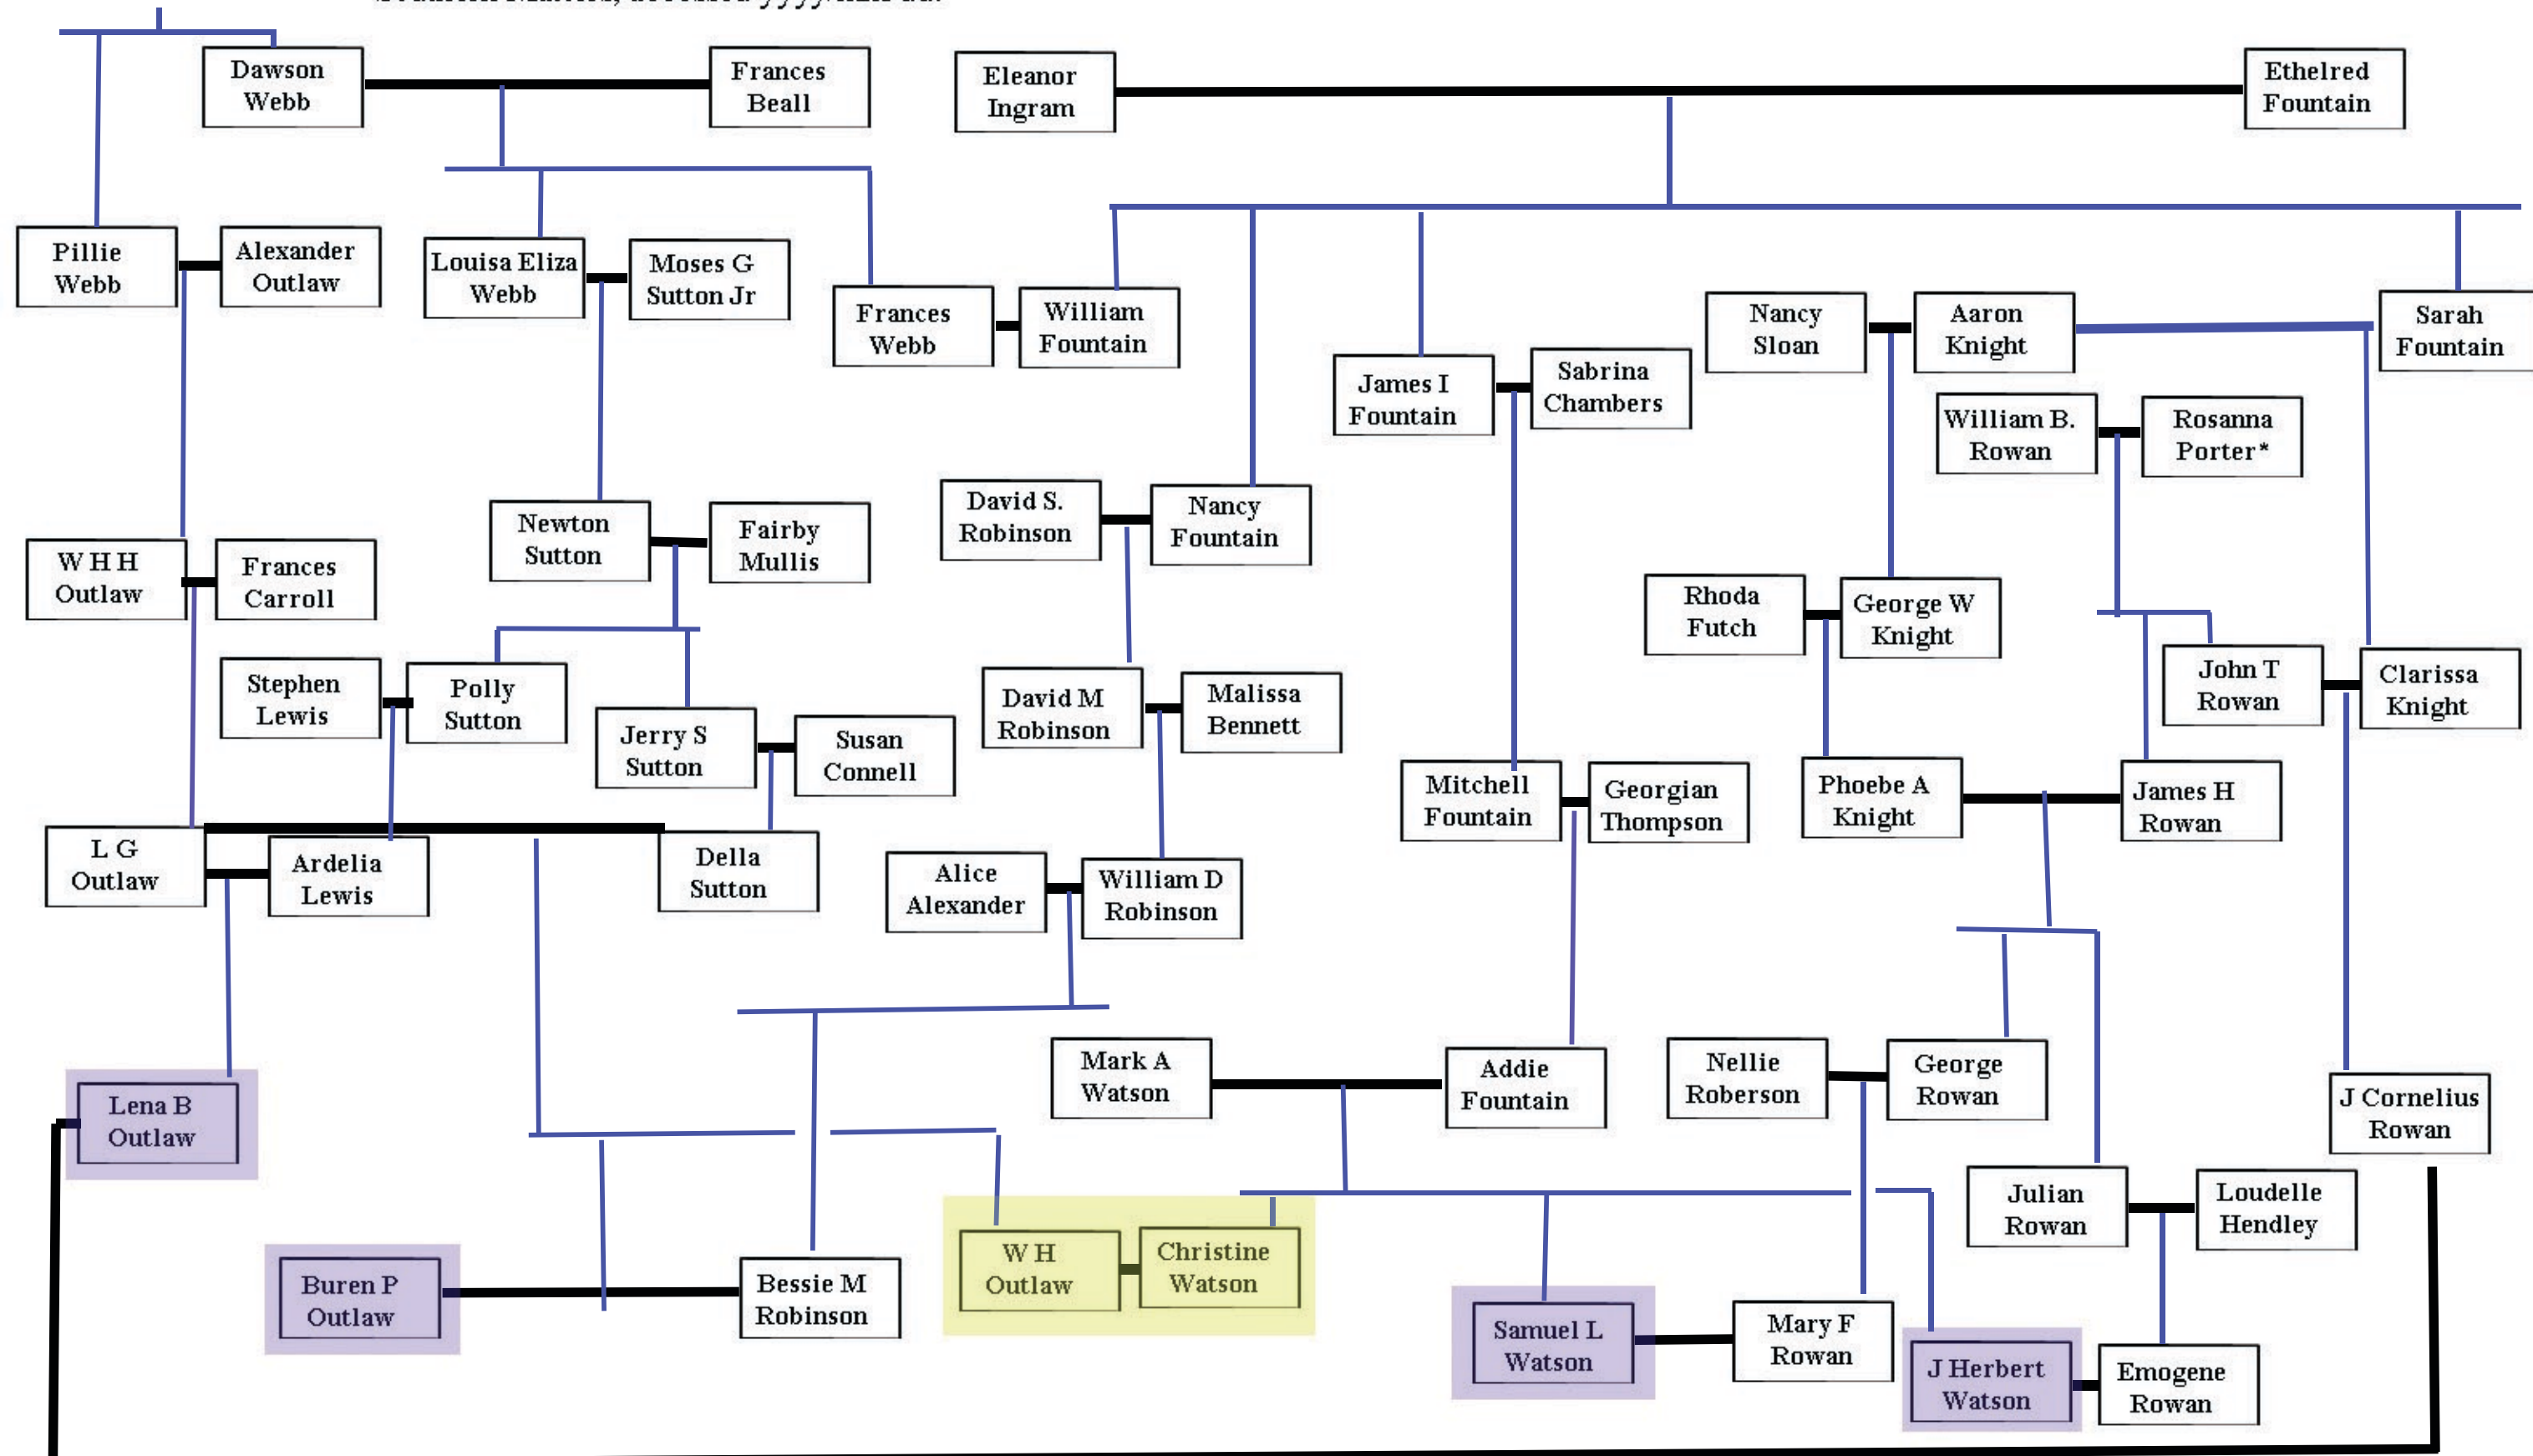 Dawson
Webb
Frances
Beall
Eleanor
Ingram
Ethelred
Fountain
Pillie
Webb
Alexander
Outlaw
Louisa Eliza
Webb
Moses G
Sutton Jr
Frances
Webb
William
Fountain
James I
Fountain
Sabrina
Chambers
Nancy
Sloan
Aaron
Knight
Sarah
Fountain
William B.
Rowan
Rosanna
Porter*
W H H
Outlaw
Frances
Carroll
Newton
Sutton
Fairby
Mullis
David S.
Robinson
Nancy
Fountain
Rhoda
Futch
George W
Knight
Stephen
Lewis
Polly
Sutton
Jerry S
Sutton
Susan
Connell
David M
Robinson
Malissa
Bennett
John T
Rowan
Clarissa
Knight
Mitchell
Fountain
Georgian
Thompson
Phoebe A
Knight
James H
Rowan
L G
Outlaw
Ardelia
Lewis
Della
Sutton
Alice
Alexander
William D
Robinson
Lena B
Outlaw
Mark A
Watson
Addie
Fountain
Nellie
Roberson
George
Rowan
J Cornelius
Rowan
Julian
Rowan
Loudelle
Hendley
Buren P
Outlaw
Bessie M
Robinson
W H
Outlaw
Christine
Watson
Samuel L
Watson
Mary F
Rowan
J Herbert
Watson
Emogene
Rowan